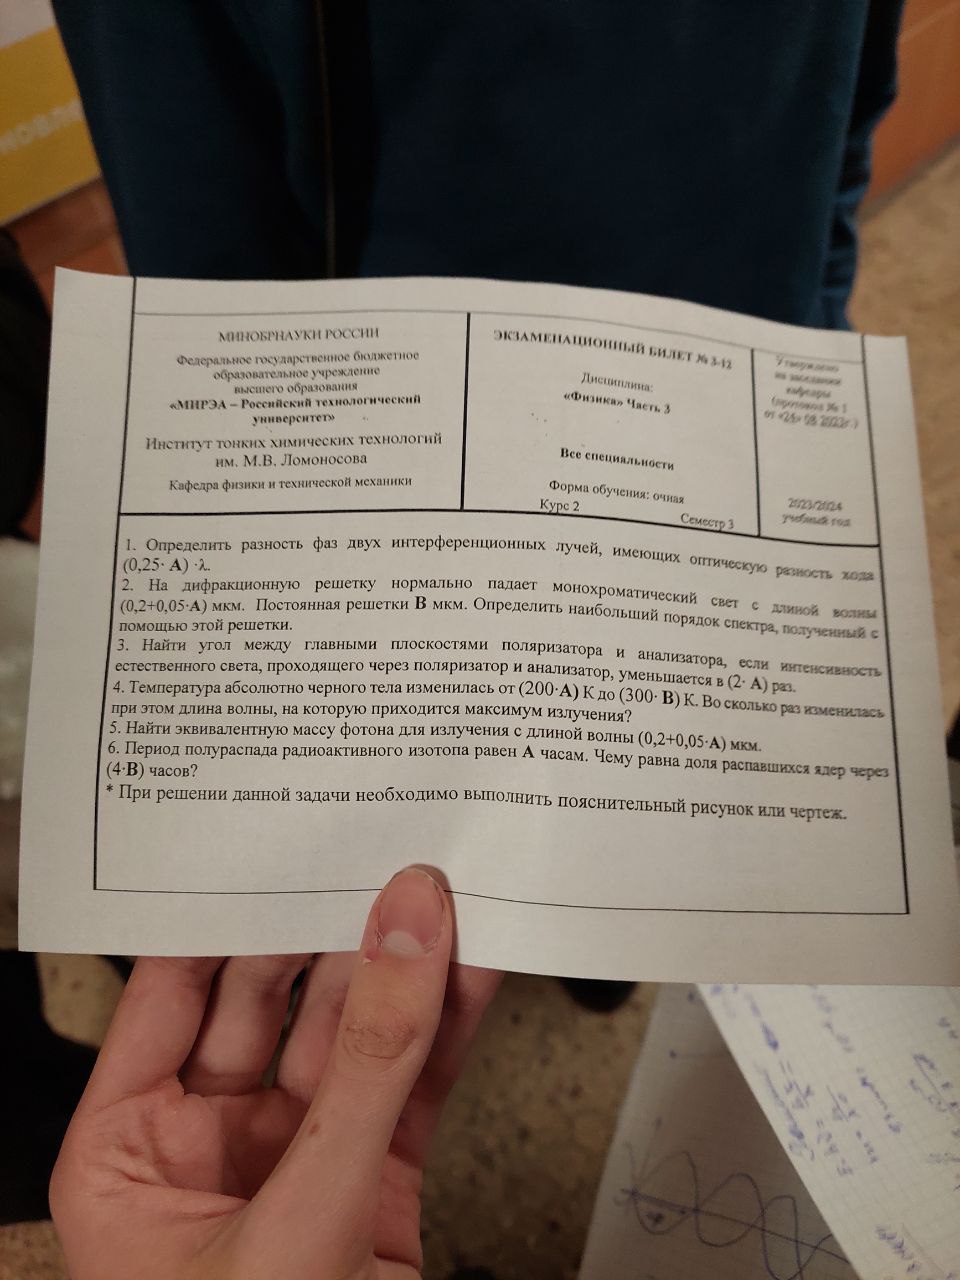 НОВЛЕ
МИНОБРНАУКИ РОССИИ
Федеральное государственное бюджетное
образовательное учреждение
высшего образования
«МИРЭА – Российский технологический
университет»
Институт тонких химических технологий
им. М.В. Ломоносова
Кафедра физики и технической механики
ЭКЗАМЕНАЦИОННЫЙ БИЛЕТ № 3-12
Дисциплина:
«Физика» Часть 3
Все специальности
Форма обучения: очная
Курс 2
Семестр 3
Утверждено
на заседании
кафедры
(протокол № 1
от «24» 08 2023г.)
2023/2024
учебный год
1. Определить разность фаз двух интерференционных лучей, имеющих оптическую разность хода
(0,25· А) ·λ.
2. На дифракционную решетку нормально падает монохроматический свет с длиной волны
(0,2+0,05·А) мкм. Постоянная решетки В мкм. Определить наибольший порядок спектра, полученный с
помощью этой решетки.
3. Найти угол между главными плоскостями поляризатора и анализатора, если интенсивность
естественного света, проходящего через поляризатор и анализатор, уменьшается в (2· А) раз.
4. Температура абсолютно черного тела изменилась от (200·А) К до (300· В) К. Во сколько раз изменилась
при этом длина волны, на которую приходится максимум излучения?
5. Найти эквивалентную массу фотона для излучения с длиной волны (0,2+0,05·А) мкм.
6. Период полураспада радиоактивного изотопа равен А часам. Чему равна доля распавшихся ядер через
(4·В) часов?
* При решении данной задачи необходимо выполнить пояснительный рисунок или чертеж.